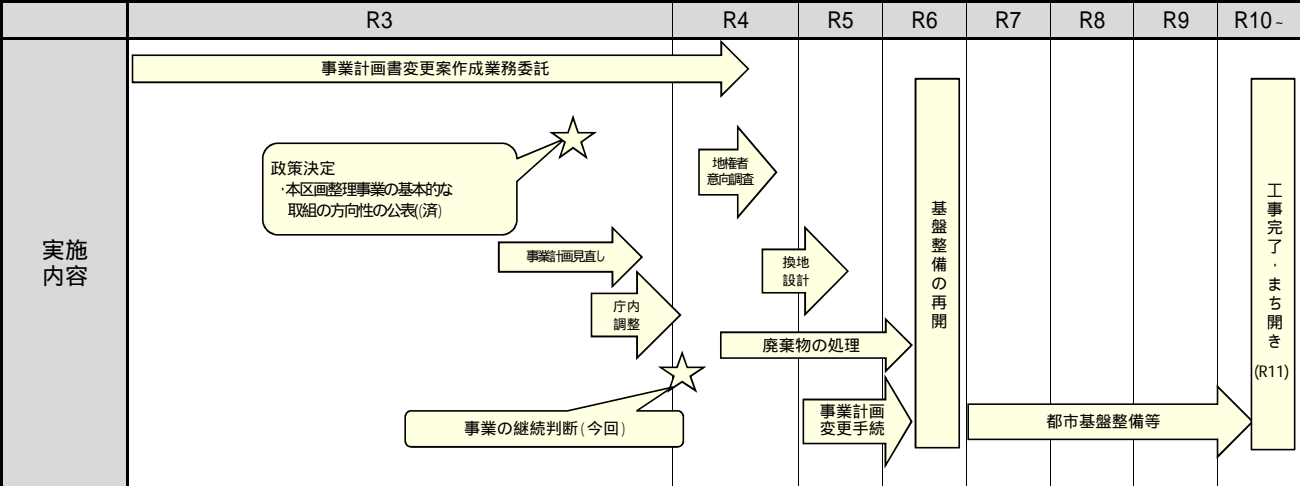 R3 R4 R5 R6 R7 R8 R9 R10~
実施
内容
事業計画書変更案作成業務委託
政策決定
・本区画整理事業の基本的な
取組の方向性の公表((済)
地権者
意向調査
事業計画見直し
換地
設計
庁内
調整
廃棄物の処理
事業の継続判断(今回)
事業計画
変更手続
基盤整備の再開
都市基盤整備等
工事完了・まち開き
(R11)